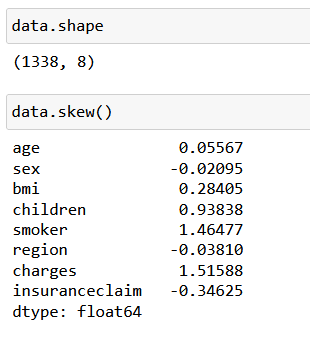 data.shape
(1338, 8)
data.skew()
age 0.05567
sex -0.02095
bmi 0.28405
children 0.93838
smoker 1.46477
region -0.03810
charges 1.51588
insuranceclaim -0.34625
dtype: float64